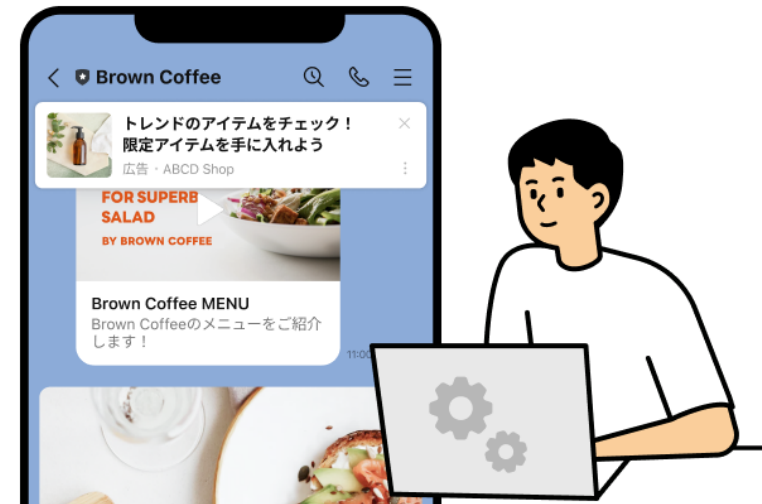 Brown Coffee
トレンドのアイテムをチェック！
限定アイテムを手に入れよう
広告・ABCD Shop
FOR SUPERB
SALAD
BY BROWN COFFEE
Brown Coffee MENU
Brown Coffeeのメニューをご紹介
します！
11:00